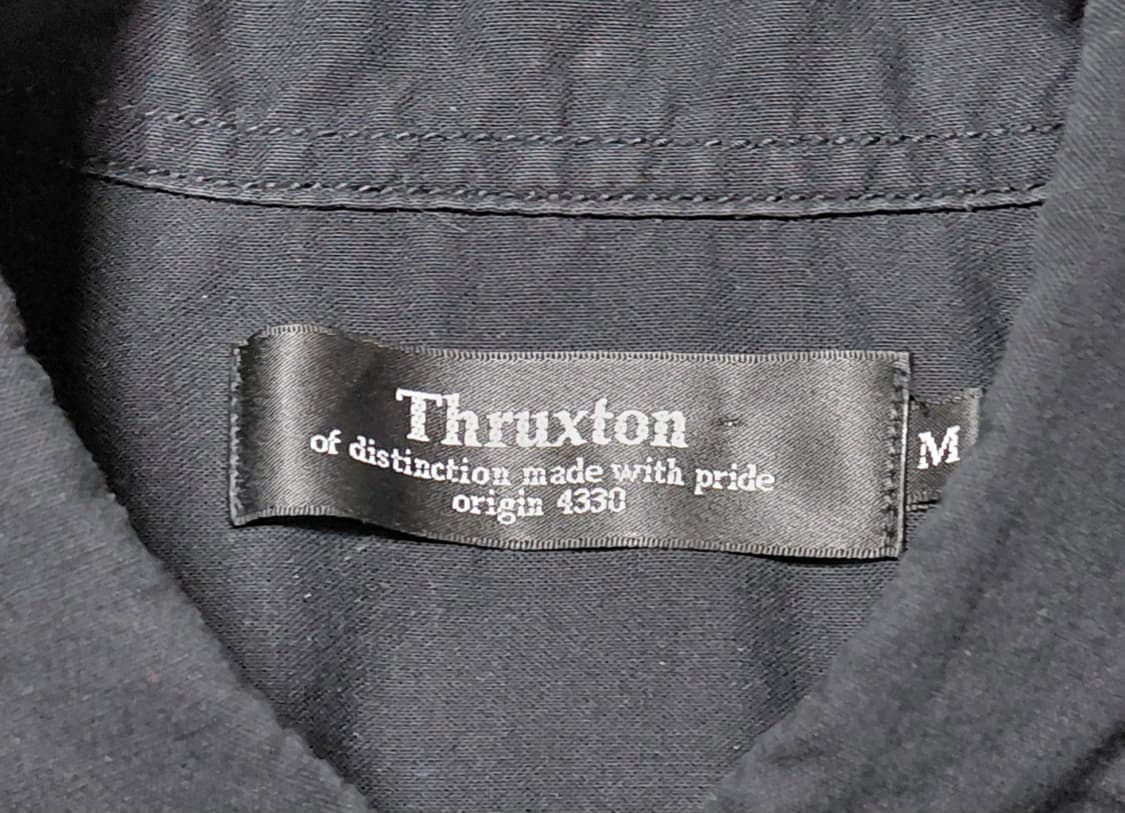 Thruxton
of distinction made with pride
origin 4330
M